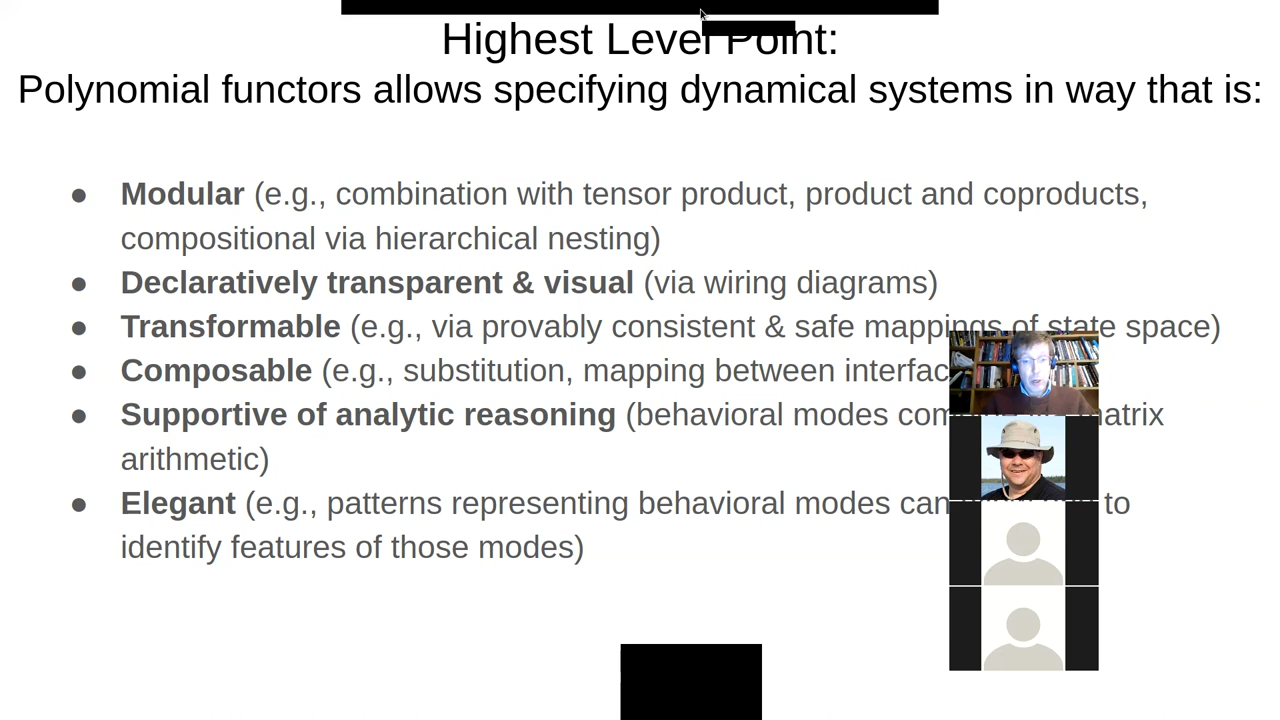 Highest Level Point:
Polynomial functors allows specifying dynamical systems in way that is:
● Modular (e.g., combination with tensor product, product and coproducts,
compositional via hierarchical nesting)
● Declaratively transparent & visual (via wiring diagrams)
● Transformable (e.g., via provably consistent & safe mappings of state space)
● Composable (e.g., substitution, mapping between
● Supportive of analytic reasoning (behavioral modes
arithmetic)
● Elegant (e.g., patterns representing behavioral modes can to
identify features of those modes)